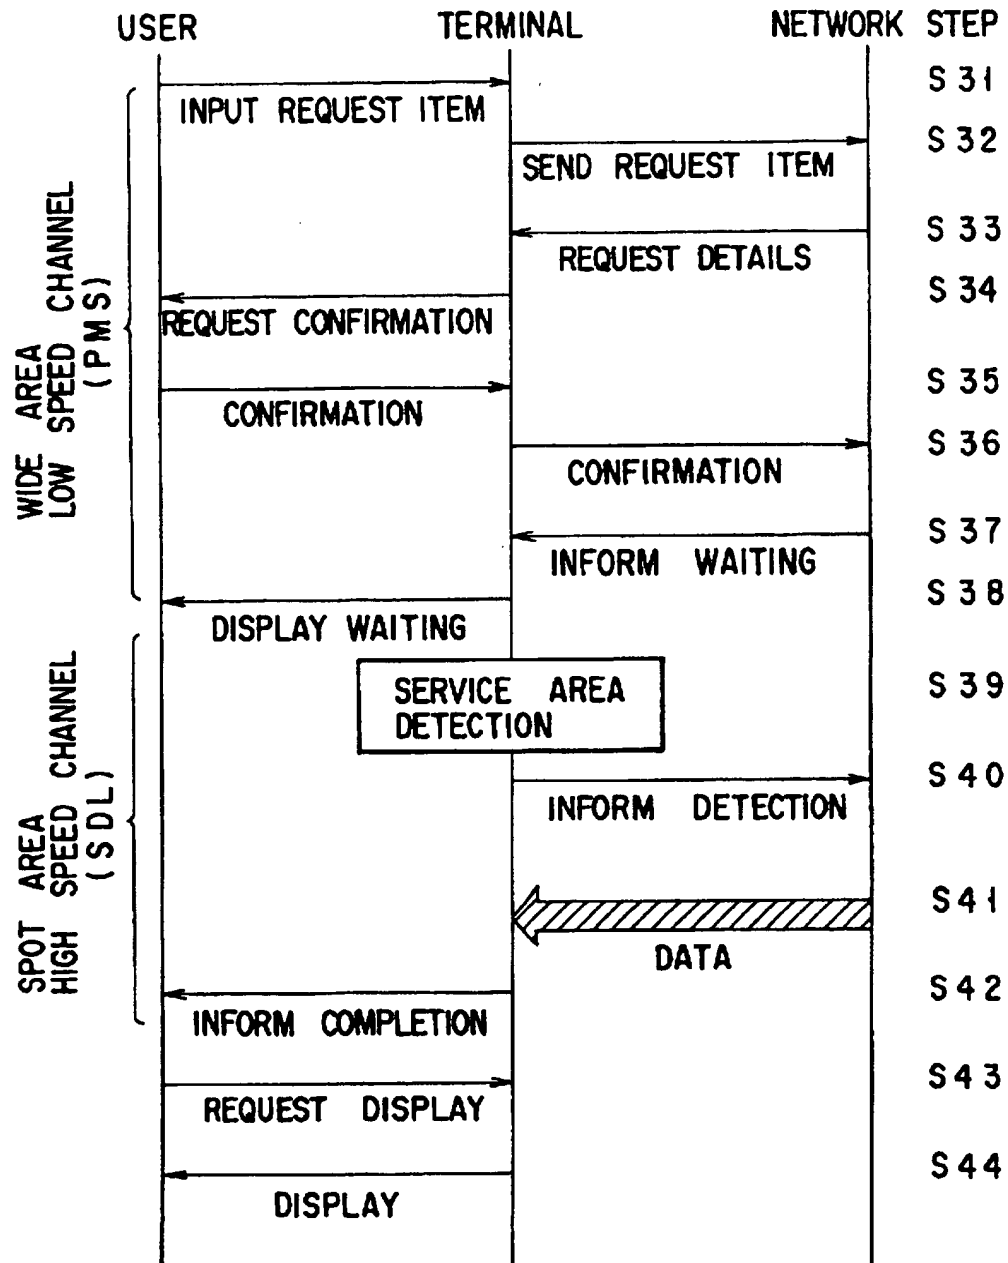 USER TERMINAL NETWORK STEP
S31
INPUT REQUEST ITEM
S32
SEND REQUEST ITEM
S33
REQUEST DETAILS
S34
REQUEST CONFIRMATION
S35
CONFIRMATION
S36
CONFIRMATION
S37
INFORM WAITING
S38
DISPLAY WAITING
WIDE AREA
LOW SPEED CHANNEL
(PMS)
S39
SERVICE AREA
DETECTION
S40
INFORM DETECTION
S41
DATA
S42
INFORM COMPLETION
SPOT AREA
HIGH SPEED CHANNEL
(SDL)
S43
REQUEST DISPLAY
S44
DISPLAY